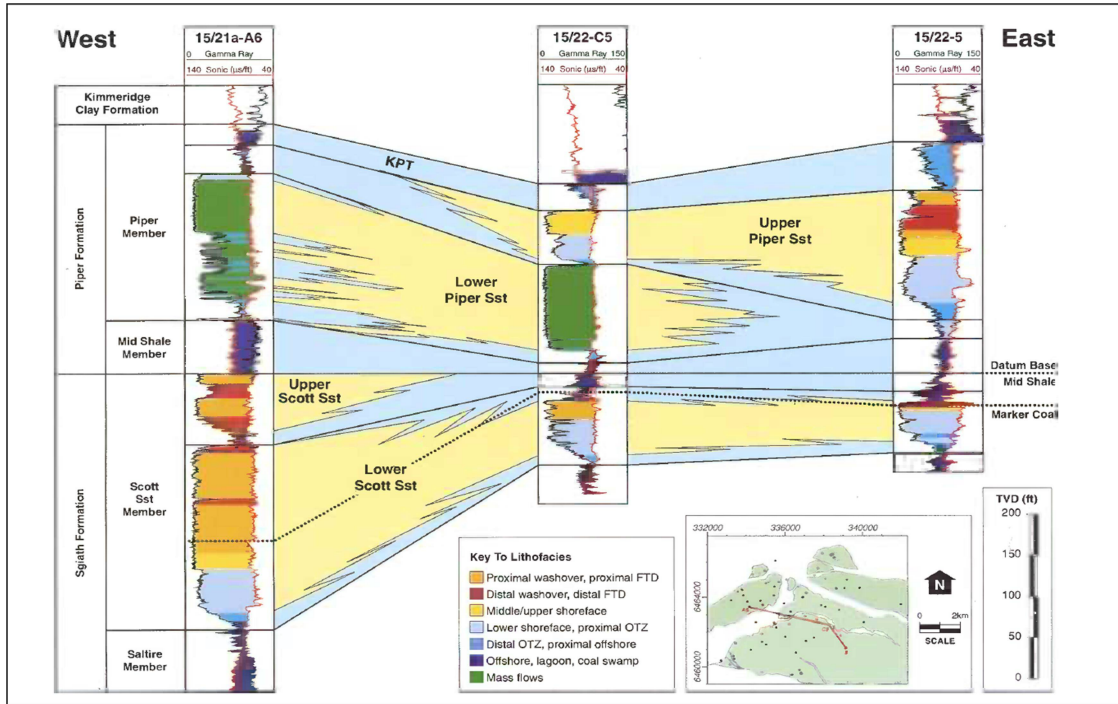 West
15/21a-A6
0 Gamma Ray
140 Sonic (µs/ft) 40
15/22-C5
0 Gamma Ray 150
140 Sonic (µs/ft) 40
15/22-5
0 Gamma Ray 150
140 Sonic (µs/ft) 40
East
Kimmeridge
Clay Formation
Piper Formation
Piper
Member
Mid Shale
Member
Sgiath Formation
Scott
Sst
Member
Saltire
Member
KPT
Lower
Piper Sst
Upper
Piper Sst
Upper
Scott Sst
Lower
Scott Sst
Datum Base
Mid Shale
Marker Coal
Key To Lithofacies
Proximal washover, proximal FTD
Distal washover, distal FTD
Middle/upper shoreface
Lower shoreface, proximal OTZ
Distal OTZ, proximal offshore
Offshore, lagoon, coal swamp
Mass flows
332000 336000 340000
6464000
6460000
N
0 2km
SCALE
TVD (ft)
200
150
100
50
0